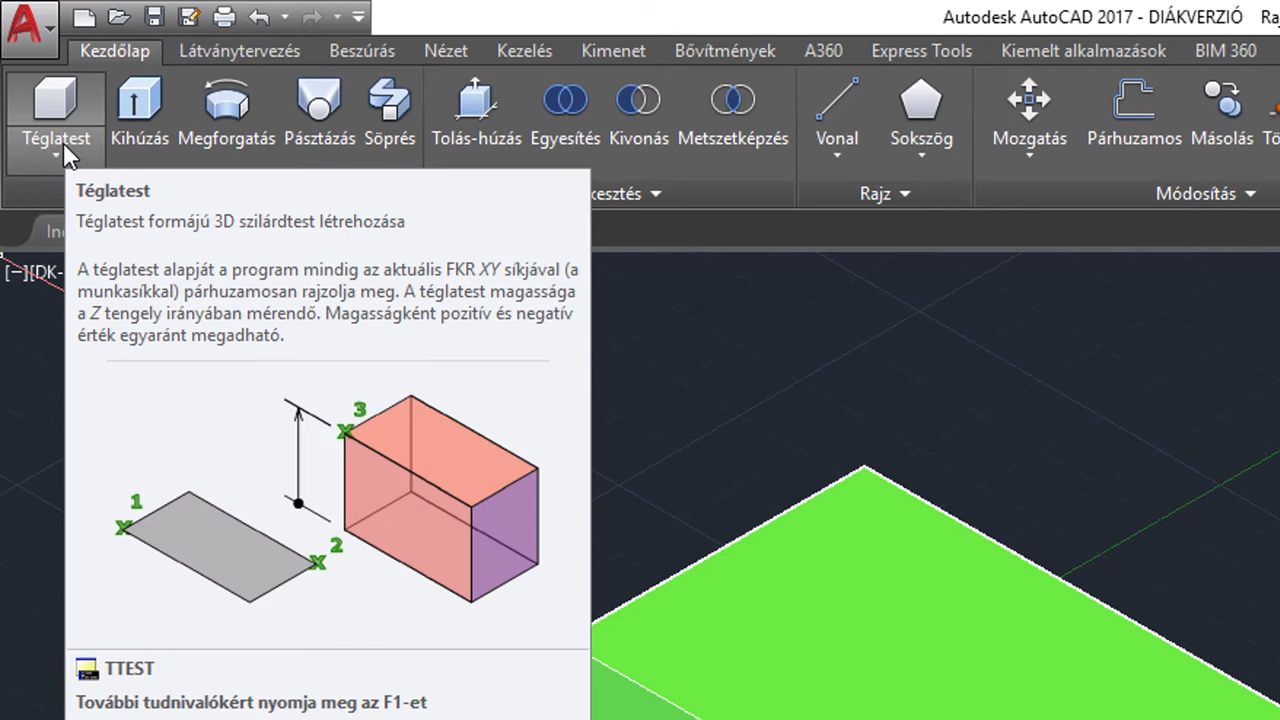 Autodesk AutoCAD 2017 - DIÁKVERZIÓ
Kezdőlap Látványtervezés Beszúrás Nézet Kezelés Kimenet Bővítmények A360 Express Tools Kiemelt alkalmazások BIM 360
Téglatest Kihúzás Megforgatás Pásztázás Söprés Tolás-húzás Egyesítés Kivonás Metszetképzés Vonal Sokszög Mozgatás Párhuzamos Másolás
Rajz Módosítás
Téglatest
Téglatest formájú 3D szilárdtest létrehozása
A téglatest alapját a program mindig az aktuális FKR XY síkjával (a
munkasíkkal) párhuzamosan rajzolja meg. A téglatest magassága
a Z tengely irányában mérendő. Magasságként pozitív és negatív
érték egyaránt megadható.
3
1
2
TTEST
További tudnivalókért nyomja meg az F1-et